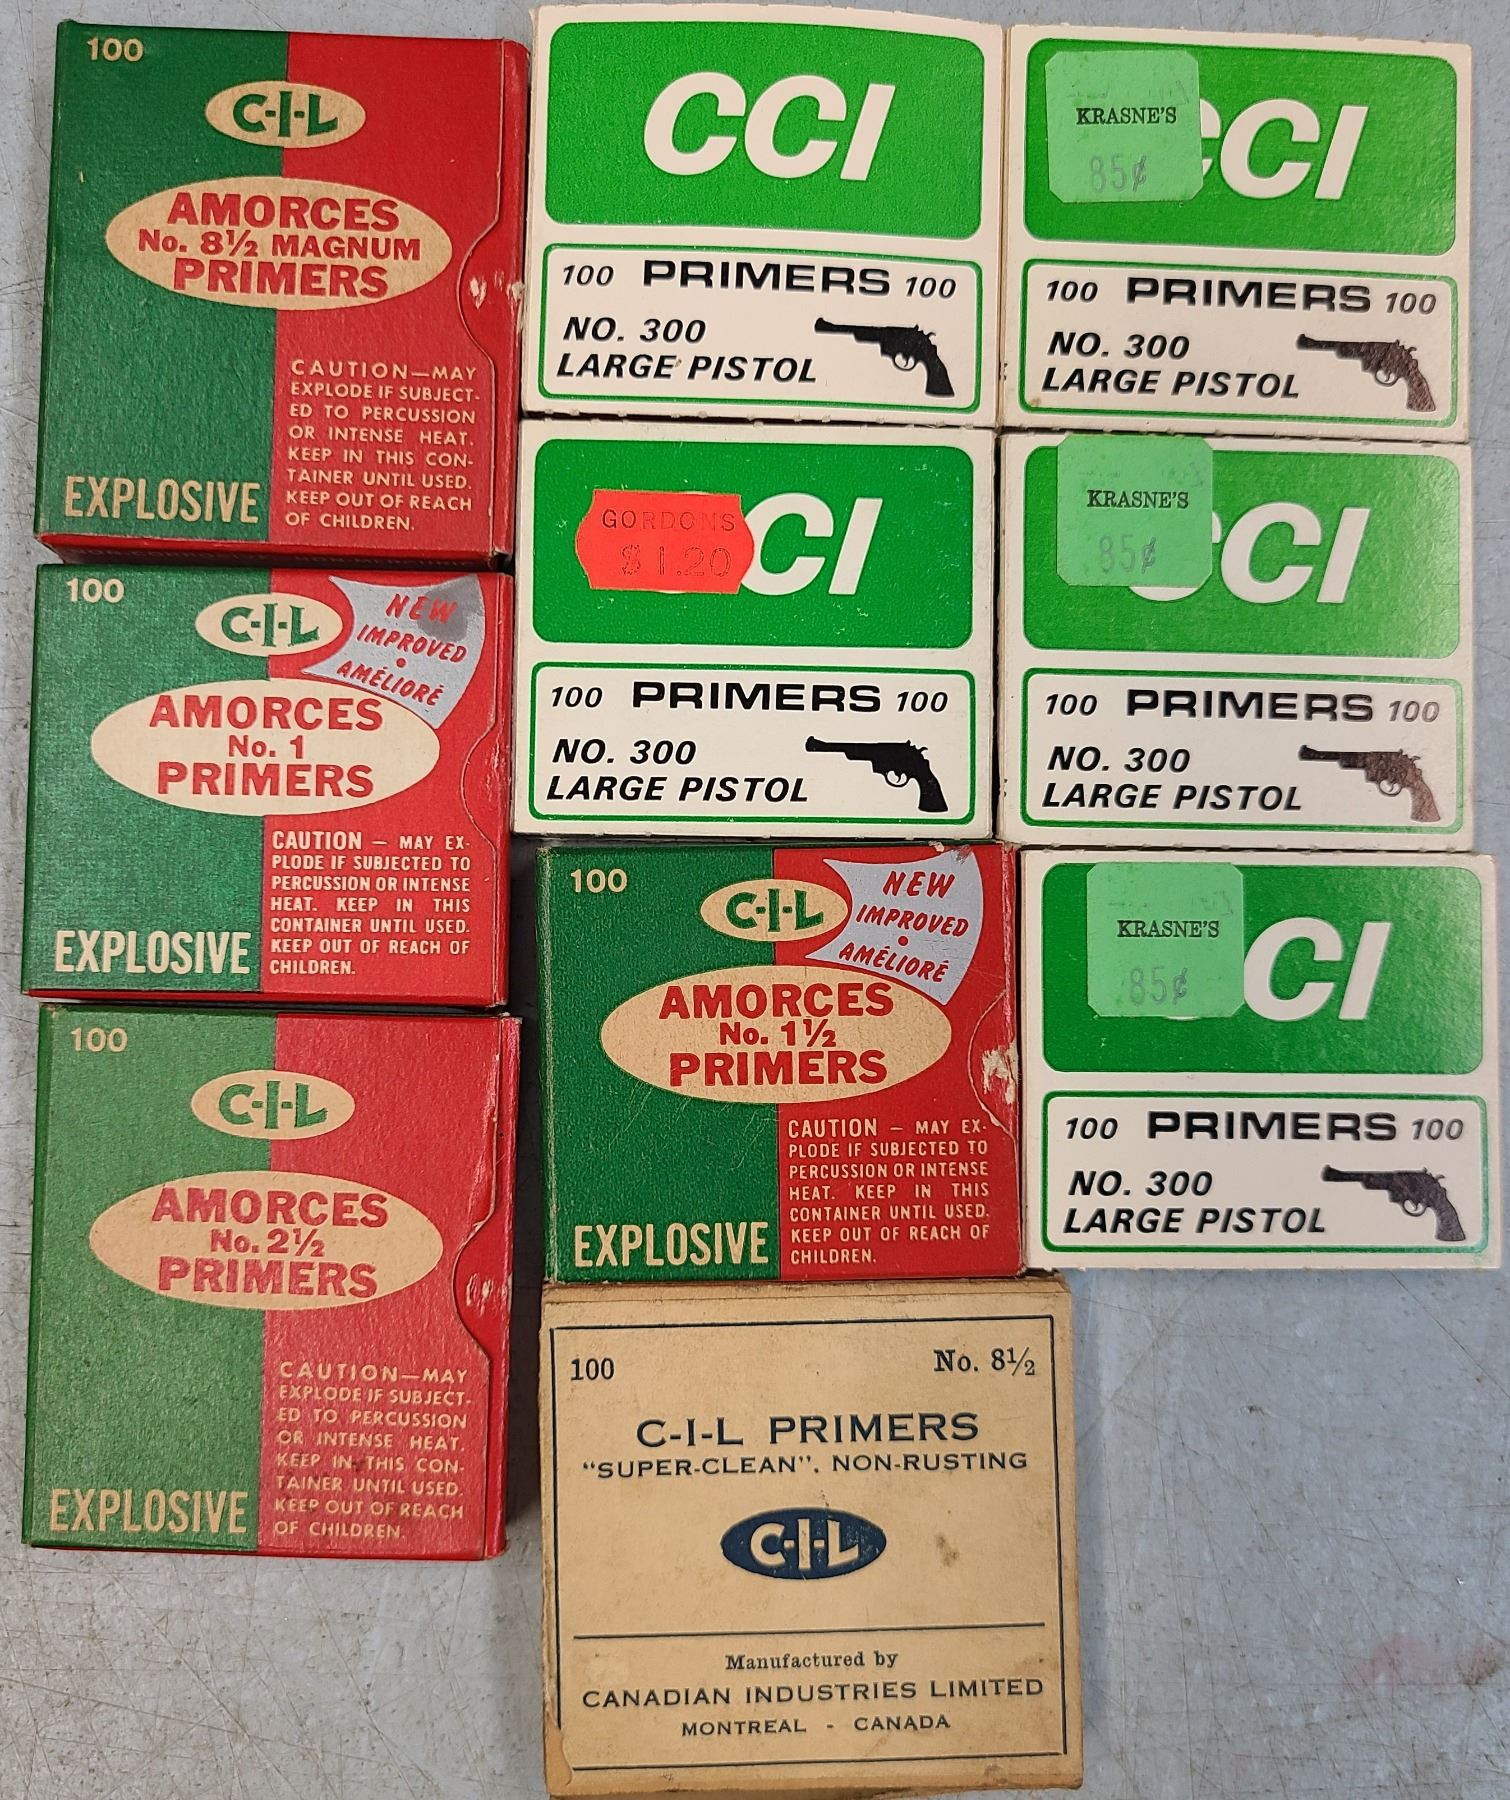 100
C-I-L
AMORCES
No. 8½ MAGNUM
PRIMERS
CAUTION—MAY
EXPLODE IF SUBJECT-
ED TO PERCUSSION
OR INTENSE HEAT.
KEEP IN THIS CON-
TAINER UNTIL USED.
KEEP OUT OF REACH
OF CHILDREN.
EXPLOSIVE
CCI
100 PRIMERS 100
NO. 300
LARGE PISTOL
KRASNE'S
85¢
CCI
100 PRIMERS 100
NO. 300
LARGE PISTOL
100
C-I-L
NEW
IMPROVED
AMÉLIORÉ
AMORCES
No. 1
PRIMERS
CAUTION – MAY EX-
PLODE IF SUBJECTED TO
PERCUSSION OR INTENSE
HEAT. KEEP IN THIS
CONTAINER UNTIL USED.
KEEP OUT OF REACH OF
CHILDREN.
EXPLOSIVE
GORDONS
$1.20
CI
100 PRIMERS 100
NO. 300
LARGE PISTOL
KRASNE'S
85¢
CCI
100 PRIMERS 100
NO. 300
LARGE PISTOL
100
C-I-L
AMORCES
No. 2½
PRIMERS
CAUTION—MAY
EXPLODE IF SUBJECT-
ED TO PERCUSSION
OR INTENSE HEAT.
KEEP IN THIS CON-
TAINER UNTIL USED.
KEEP OUT OF REACH
OF CHILDREN.
EXPLOSIVE
100
C-I-L
NEW
IMPROVED
AMÉLIORÉ
AMORCES
No. 1½
PRIMERS
CAUTION – MAY EX-
PLODE IF SUBJECTED TO
PERCUSSION OR INTENSE
HEAT. KEEP IN THIS
CONTAINER UNTIL USED.
KEEP OUT OF REACH OF
CHILDREN.
EXPLOSIVE
KRASNE'S
85¢
CI
100 PRIMERS 100
NO. 300
LARGE PISTOL
100 No. 8½
C-I-L PRIMERS
"SUPER-CLEAN". NON-RUSTING
C-I-L
Manufactured by
CANADIAN INDUSTRIES LIMITED
MONTREAL - CANADA